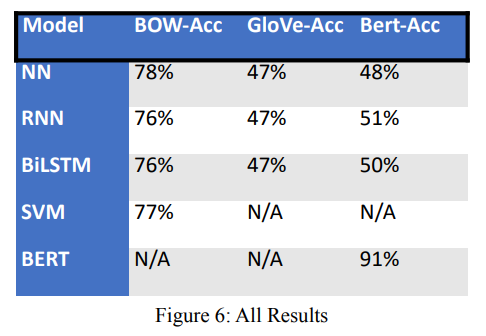 Model BOW-Acc GloVe-Acc Bert-Acc
NN 78% 47% 48%
RNN 76% 47% 51%
BiLSTM 76% 47% 50%
SVM 77% N/A N/A
BERT N/A N/A 91%
Figure 6: All Results